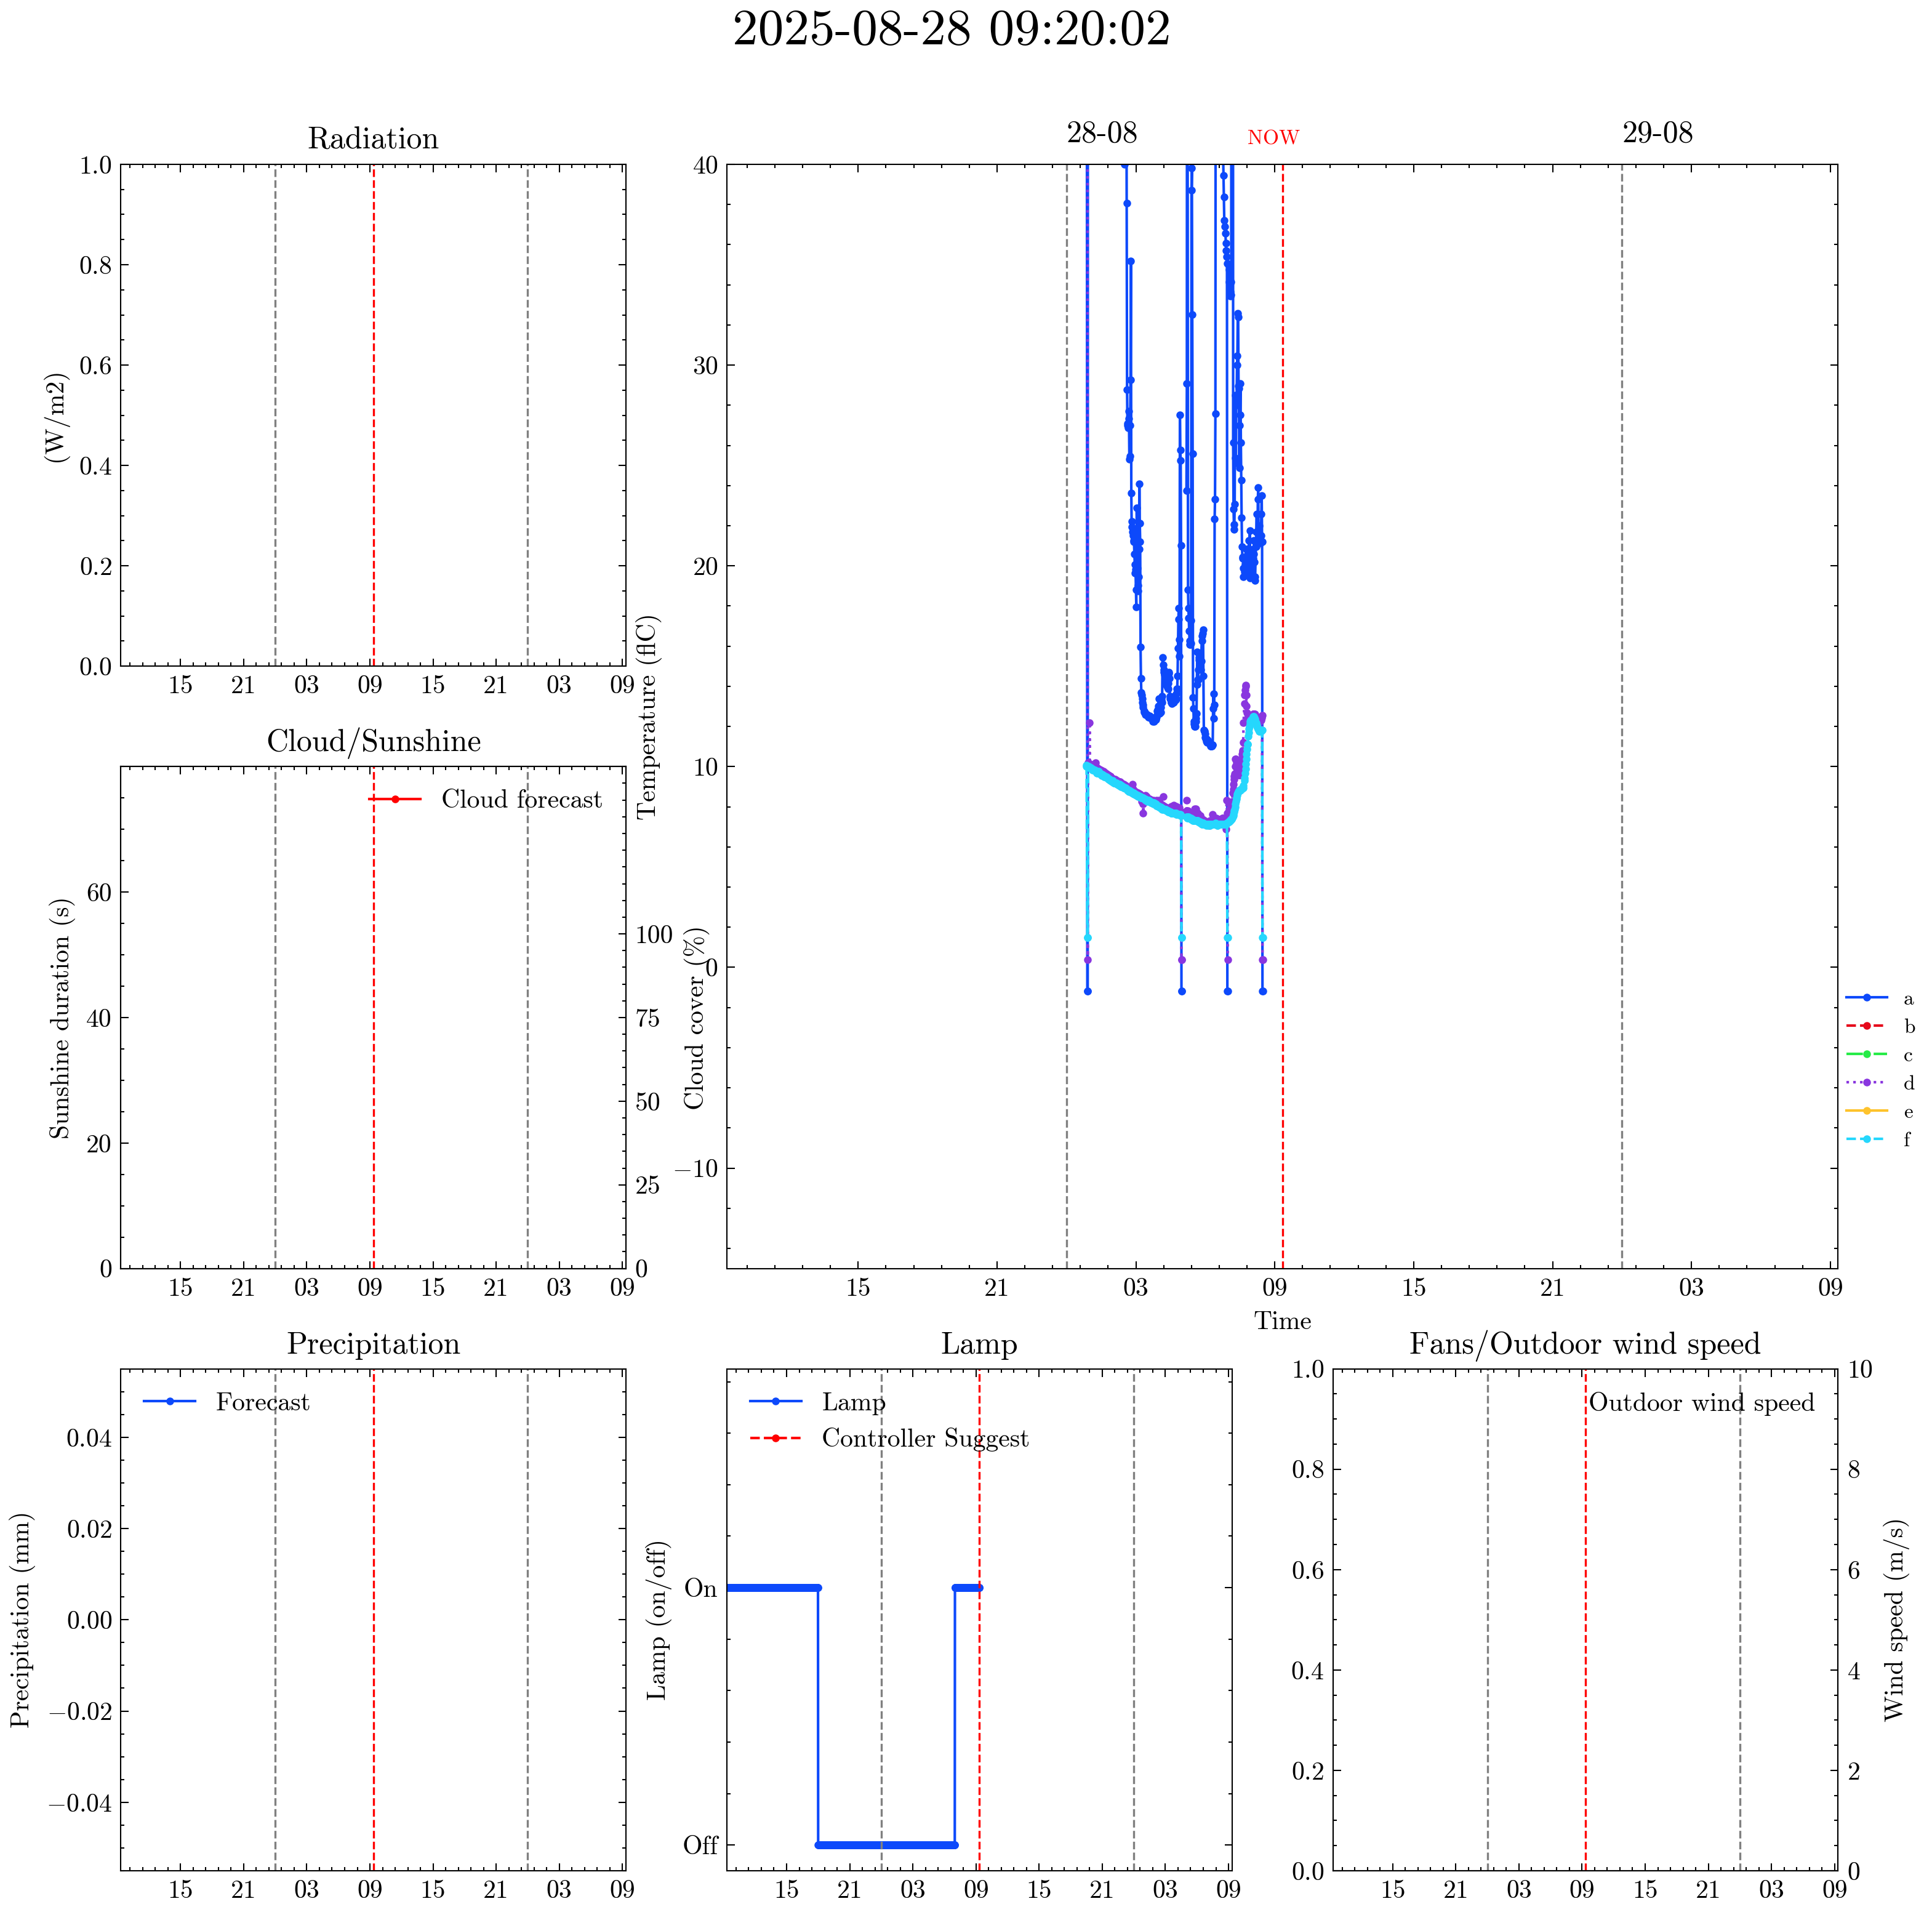 2025-08-28 09:20:02
Radiation
(W/m2)
1.0
0.8
0.6
0.4
0.2
0.0
15 21 03 09 15 21 03 09
28-08 NOW 29-08
Temperature (flC)
40
30
20
10
0
−10
15 21 03 09 15 21 03 09
Time
a
b
c
d
e
f
Cloud/Sunshine
Cloud forecast
Sunshine duration (s)
60
40
20
0
Cloud cover (%)
100
75
50
25
0
15 21 03 09 15 21 03 09
Precipitation
Forecast
Precipitation (mm)
0.04
0.02
0.00
−0.02
−0.04
15 21 03 09 15 21 03 09
Lamp
Lamp
Controller Suggest
Lamp (on/off)
On
Off
15 21 03 09 15 21 03 09
Fans/Outdoor wind speed
Outdoor wind speed
1.0
0.8
0.6
0.4
0.2
0.0
10
8
6
4
2
0
Wind speed (m/s)
15 21 03 09 15 21 03 09